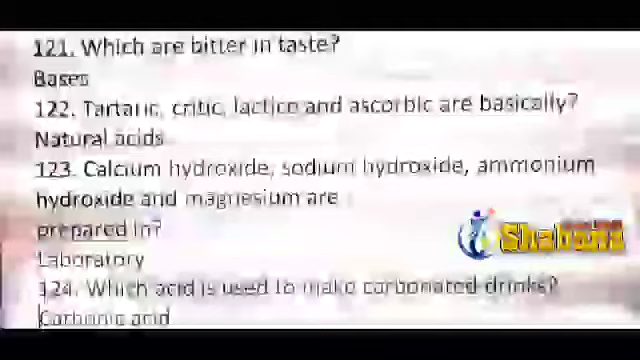 121. Which are bitter in taste?
Bases
122. Tartaric, critic, lactice and ascorbic are basically?
Natural acids
123. Calcium hydroxide, sodium hydroxide, ammonium
hydroxide and magnesium are
prepared in?
Laboratory
124. Which acid is used to make carbonated drinks?
Carbonic acid
Shabana